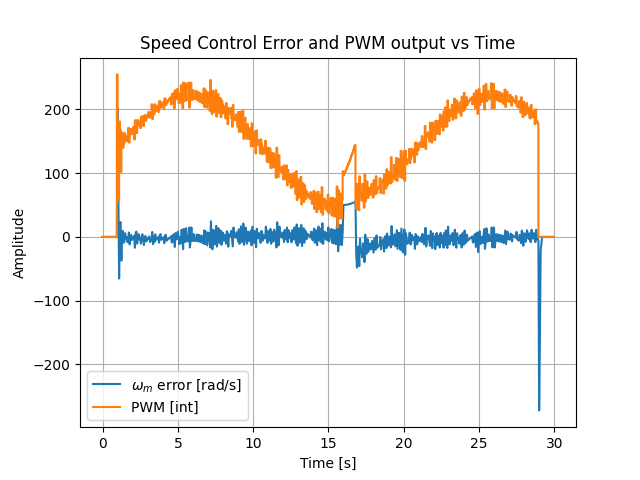 Speed Control Error and PWM output vs Time
Amplitude
200
100
0
−100
−200
ω_m error [rad/s]
PWM [int]
0 5 10 15 20 25 30
Time [s]